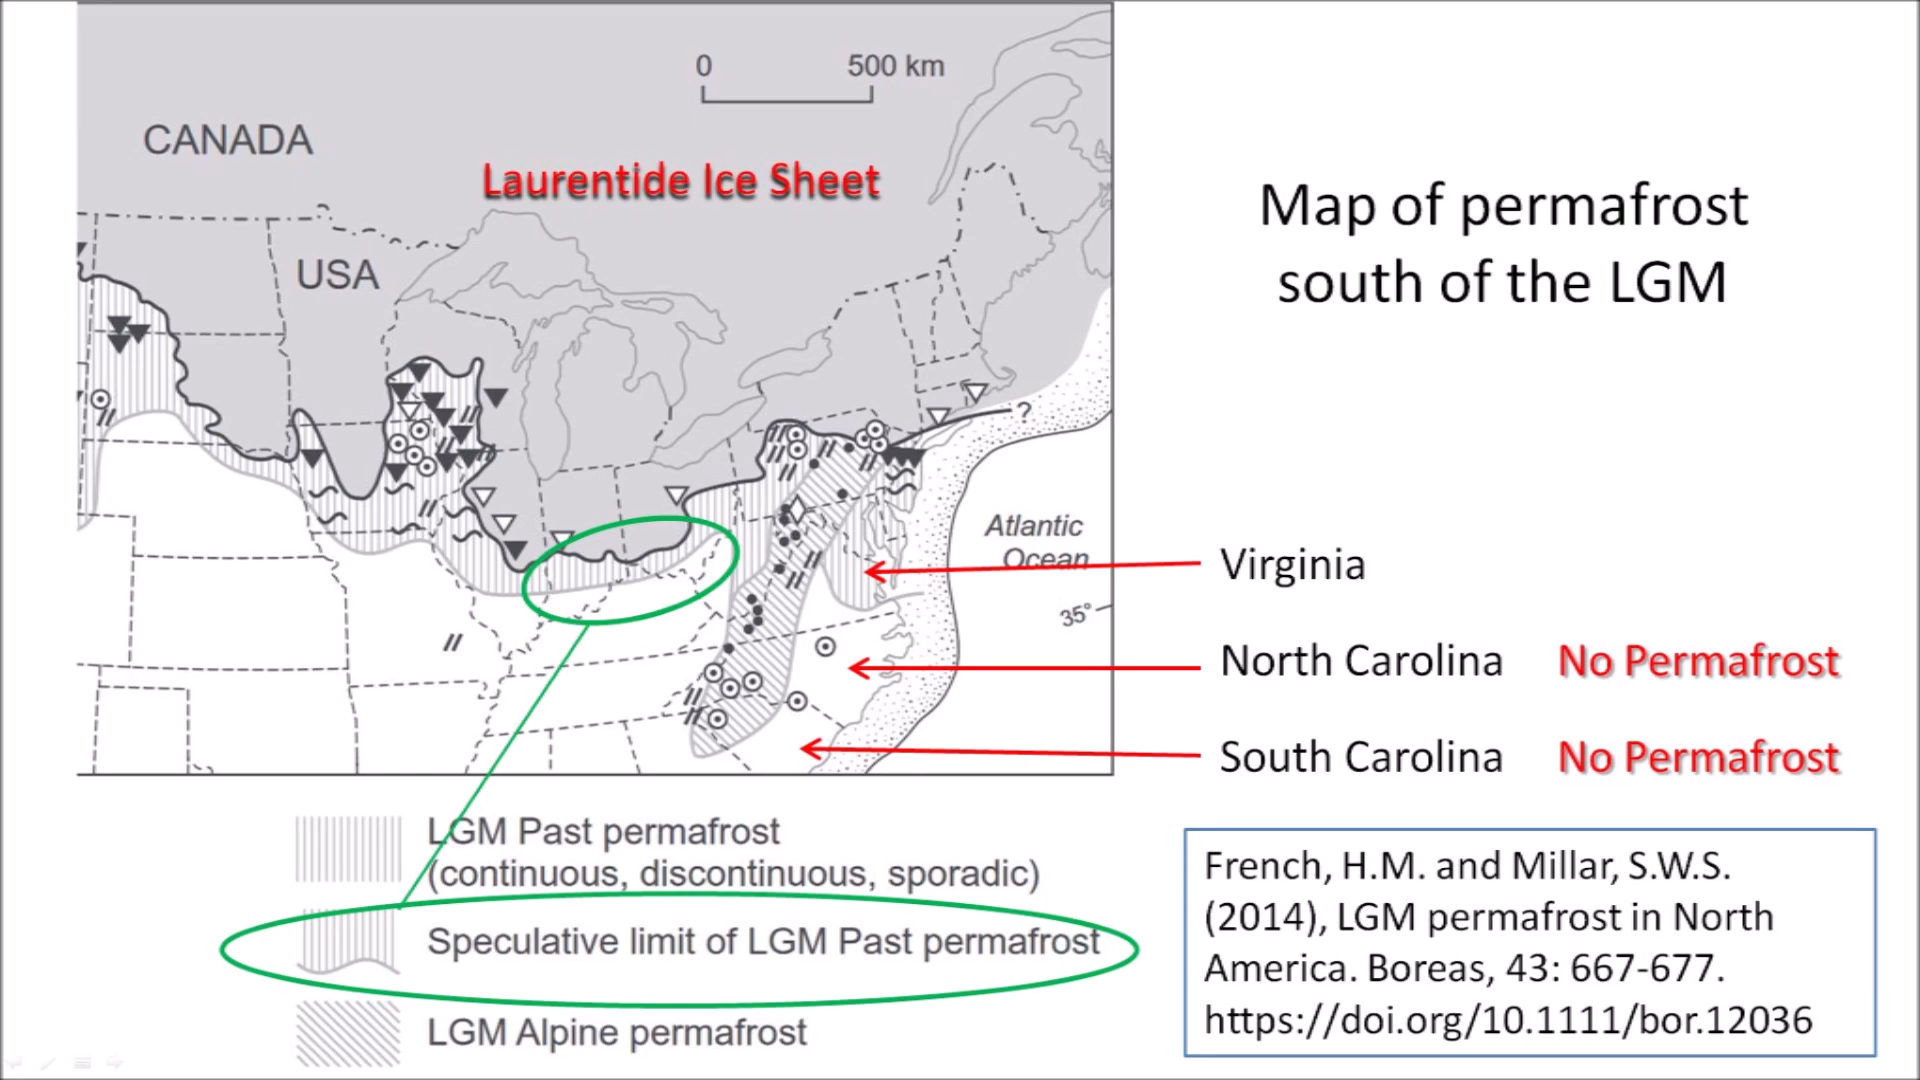 0 500 km
CANADA
Laurentide Ice Sheet
USA
?
Atlantic
Ocean
35°
Map of permafrost
south of the LGM
Virginia
North Carolina No Permafrost
South Carolina No Permafrost
LGM Past permafrost
(continuous, discontinuous, sporadic)
Speculative limit of LGM Past permafrost
LGM Alpine permafrost
French, H.M. and Millar, S.W.S.
(2014), LGM permafrost in North
America. Boreas, 43: 667-677.
https://doi.org/10.1111/bor.12036